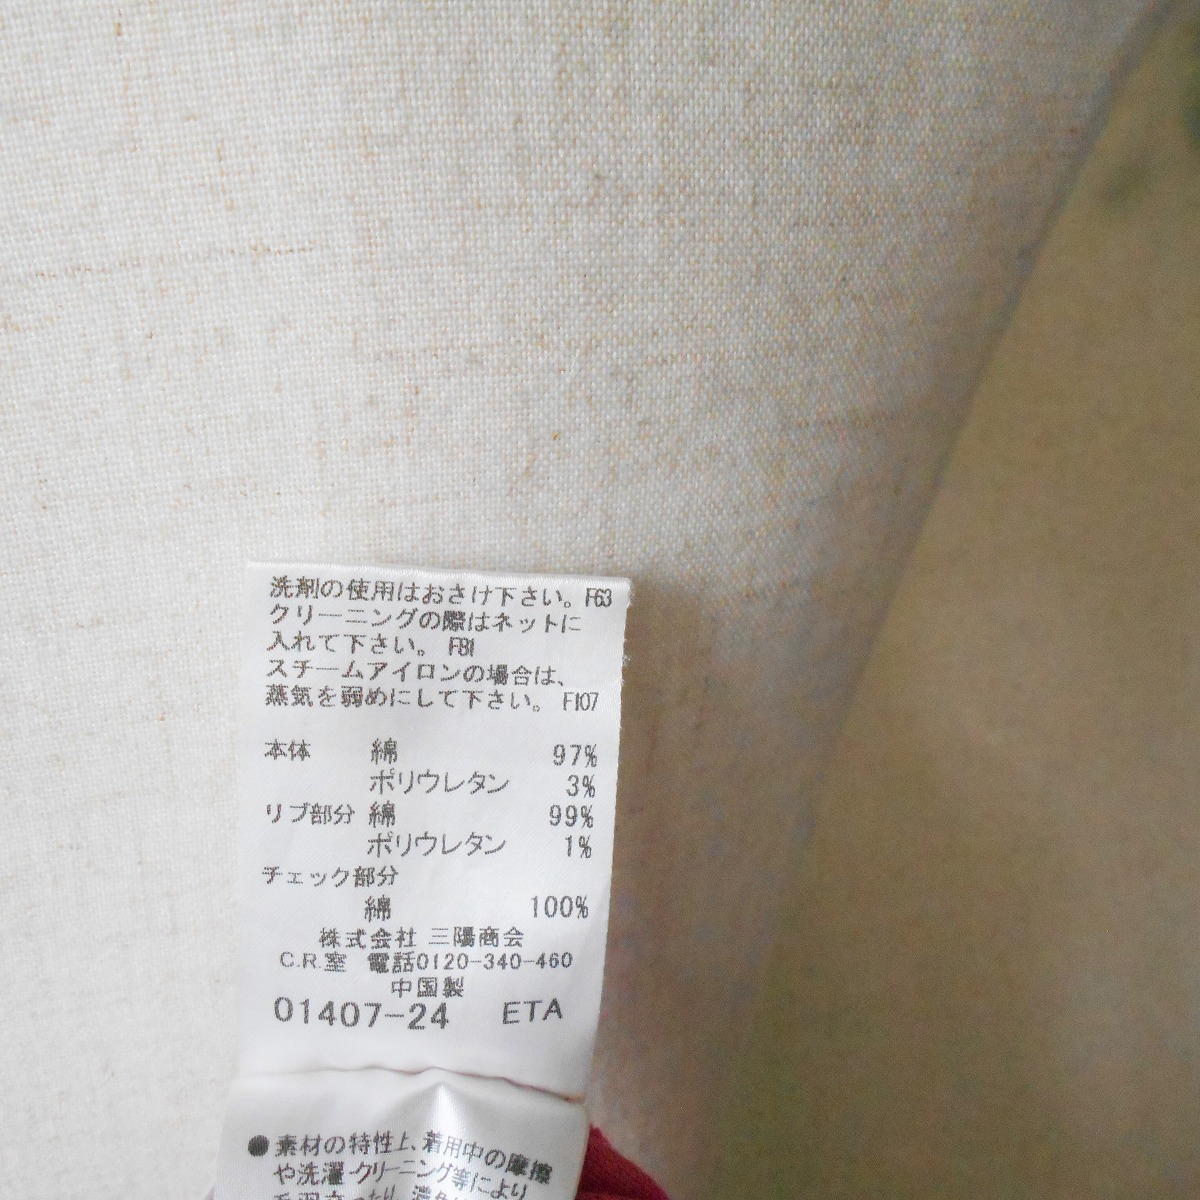 洗剤の使用はおさけ下さい。F63
クリーニングの際はネットに
入れて下さい。 F81
スチームアイロンの場合は、
蒸気を弱めにして下さい。 F107
本体 綿 97%
ポリウレタン 3%
リブ部分 綿 99%
ポリウレタン 1%
チェック部分
綿 100%
株式会社 三陽商会
C.R.室 電話0120-340-460
中国製
01407-24 ETA
●素材の特性上、着用中の摩擦
や洗濯・クリーニング等により